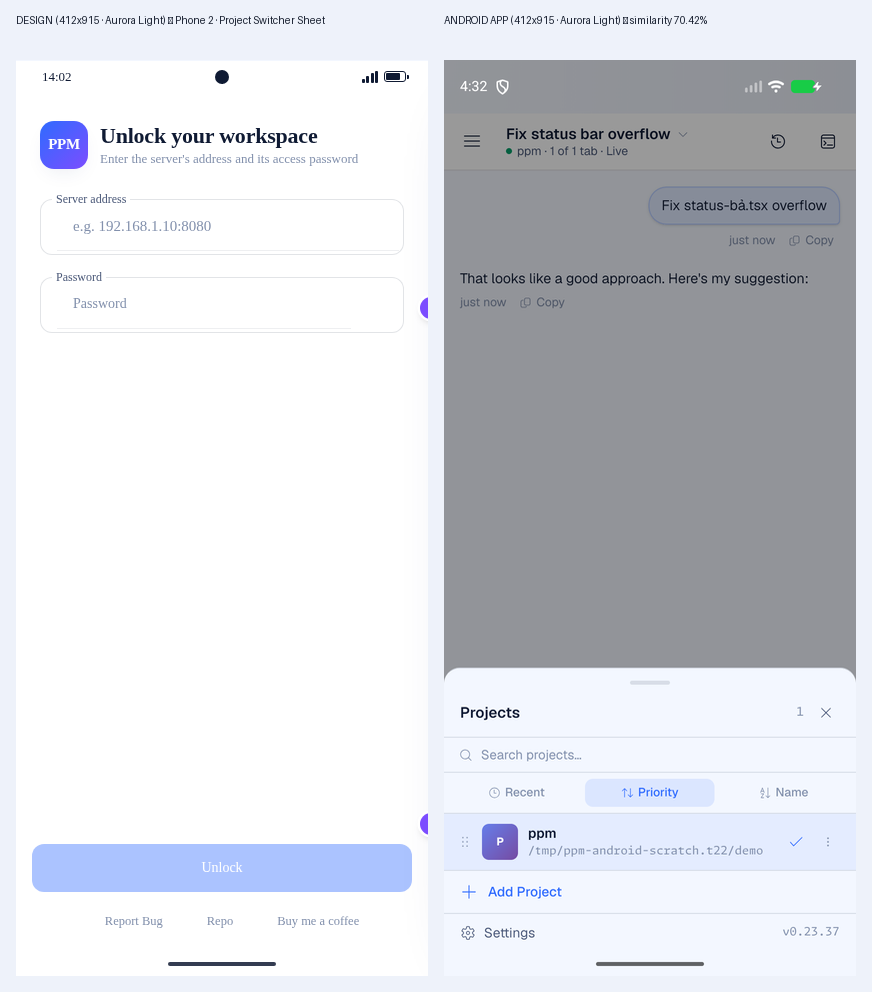 DESIGN (412x915 · Aurora Light) Phone 2 · Project Switcher Sheet
14:02
PPM
Unlock your workspace
Enter the server's address and its access password
Server address
e.g. 192.168.1.10:8080
Password
Password
Unlock
Report Bug Repo Buy me a coffee
ANDROID APP (412x915 · Aurora Light) similarity 70.42%
4:32
Fix status bar overflow
ppm · 1 of 1 tab · Live
Fix status-bả.tsx overflow
just now Copy
That looks like a good approach. Here's my suggestion:
just now Copy
Projects 1
Search projects...
Recent Priority Name
P
ppm
/tmp/ppm-android-scratch.t22/demo
Add Project
Settings v0.23.37